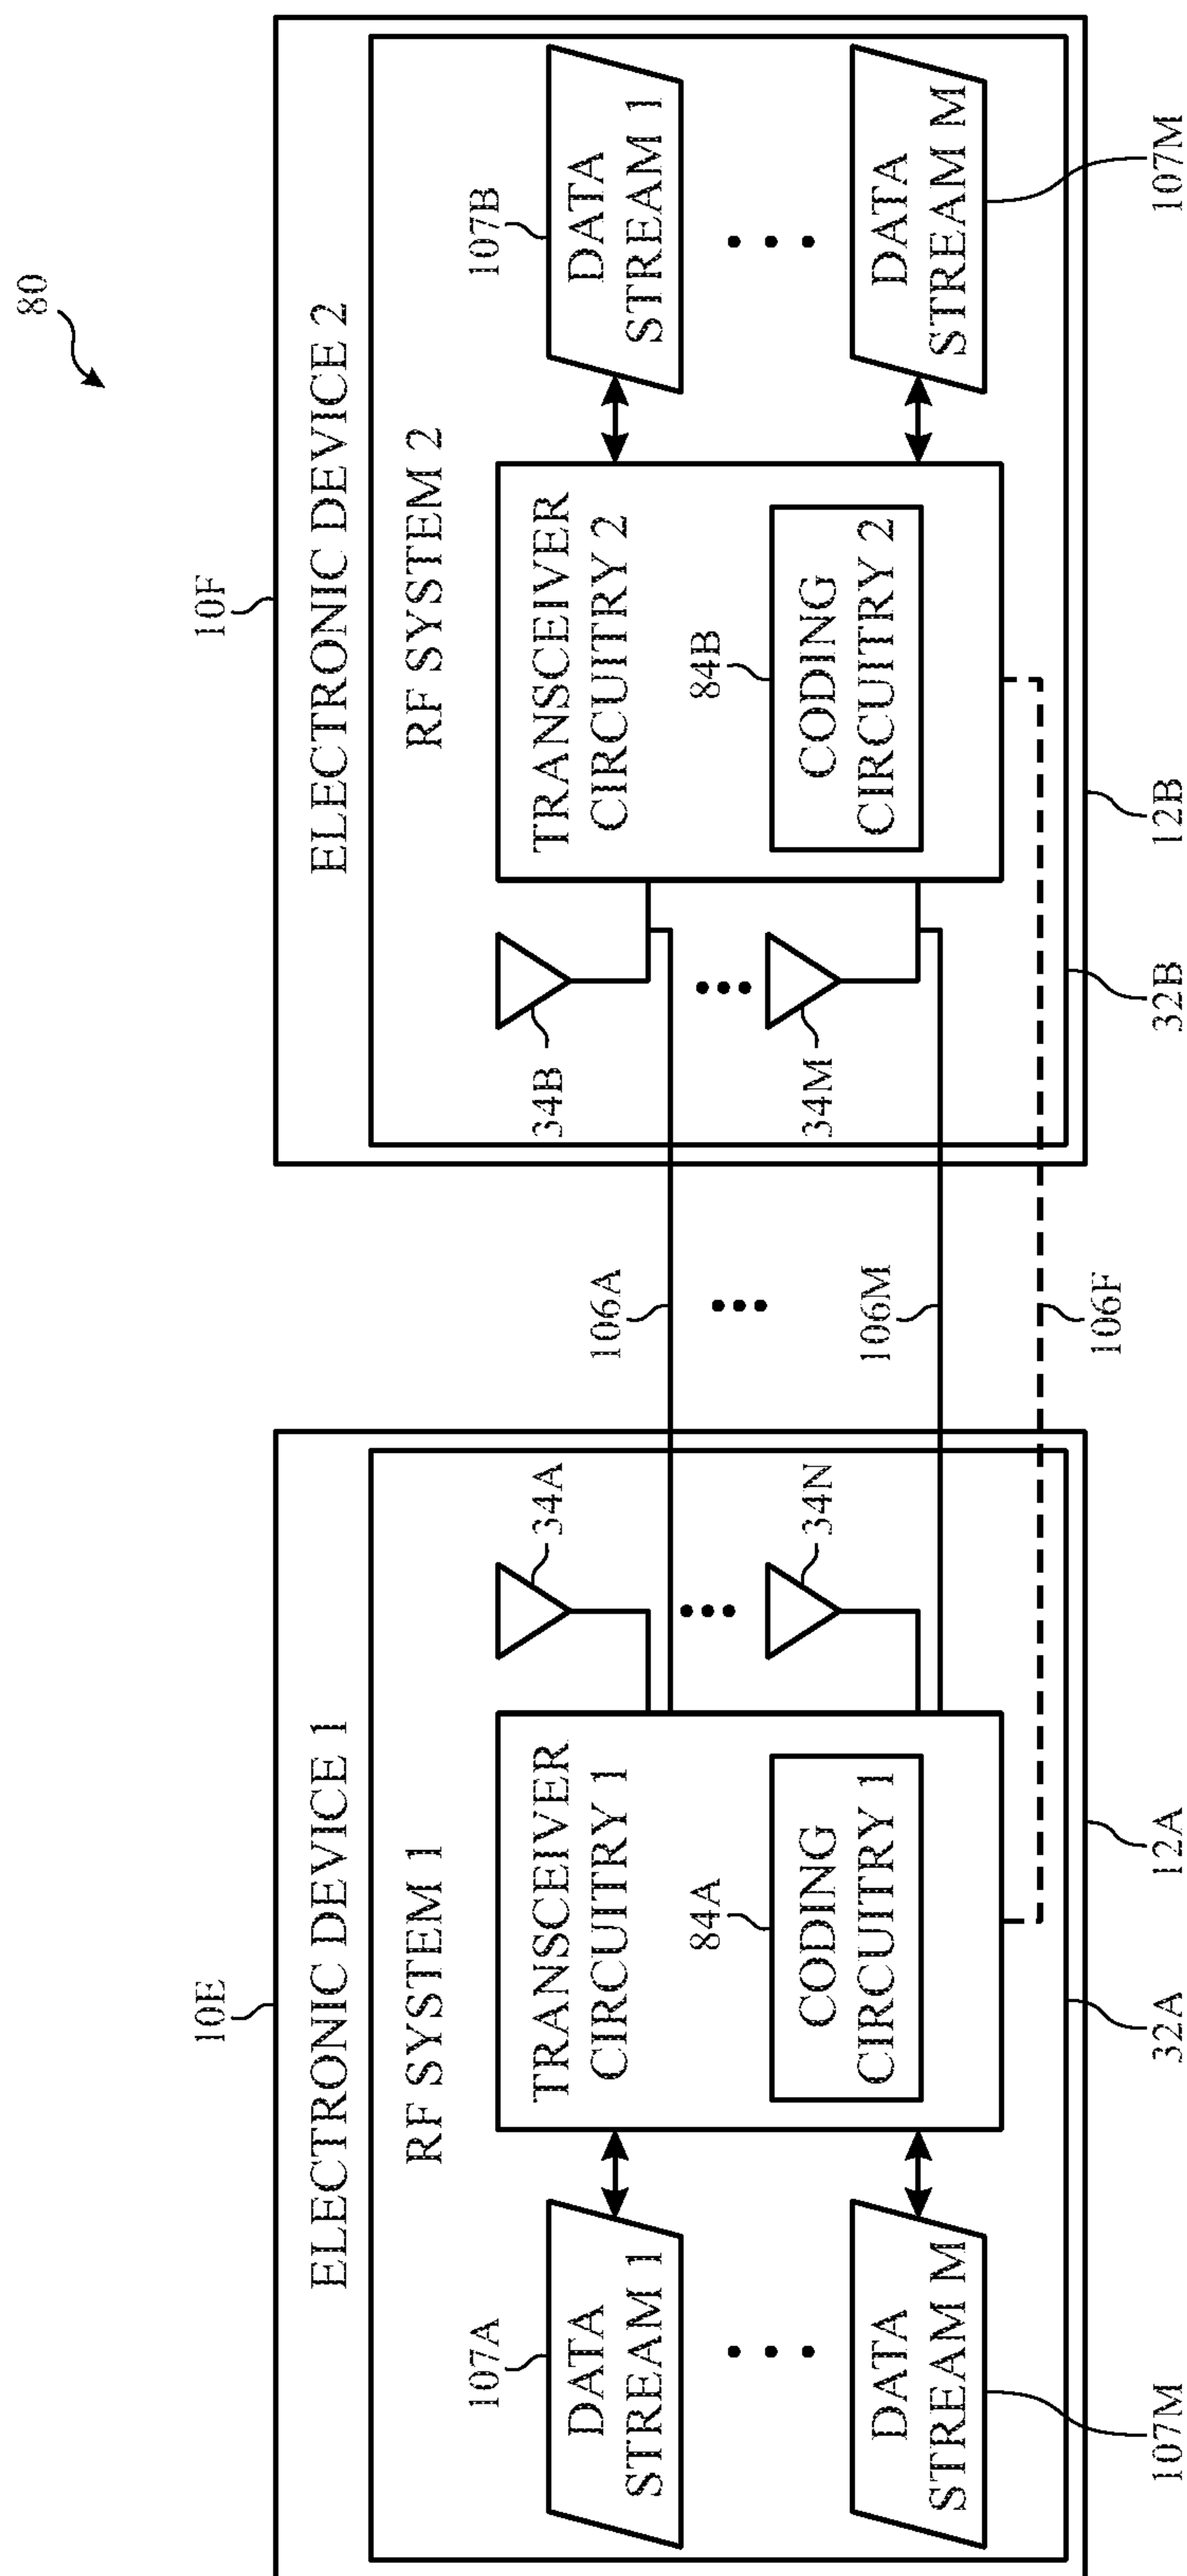 80
10E
ELECTRONIC DEVICE 1
RF SYSTEM 1
107A
DATA
STREAM 1
DATA
STREAM M
107M
TRANSCEIVER
CIRCUITRY 1
84A
CODING
CIRCUITRY 1
34A
34N
32A
12A
106A
106M
106F
10F
ELECTRONIC DEVICE 2
RF SYSTEM 2
34B
34M
TRANSCEIVER
CIRCUITRY 2
84B
CODING
CIRCUITRY 2
107B
DATA
STREAM 1
DATA
STREAM M
107M
32B
12B